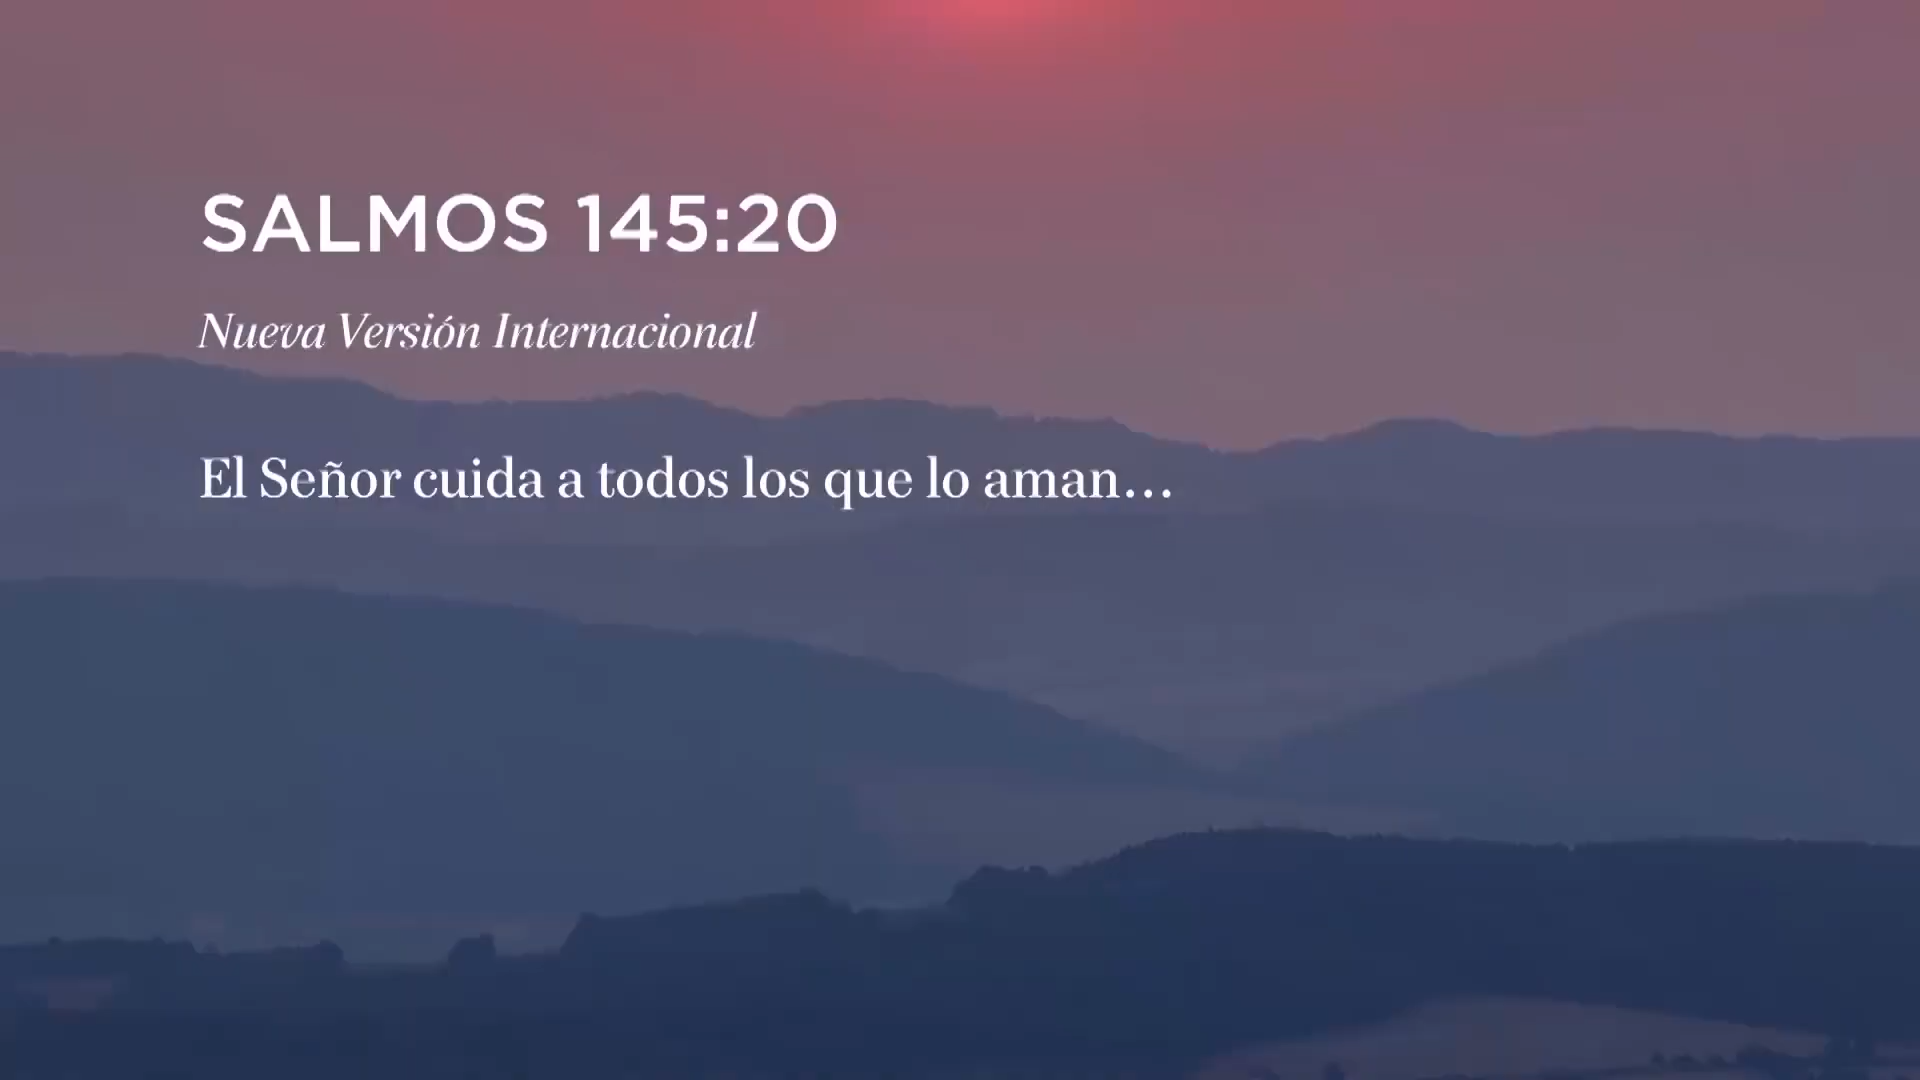 SALMOS 145:20
Nueva Versión Internacional
El Señor cuida a todos los que lo aman...